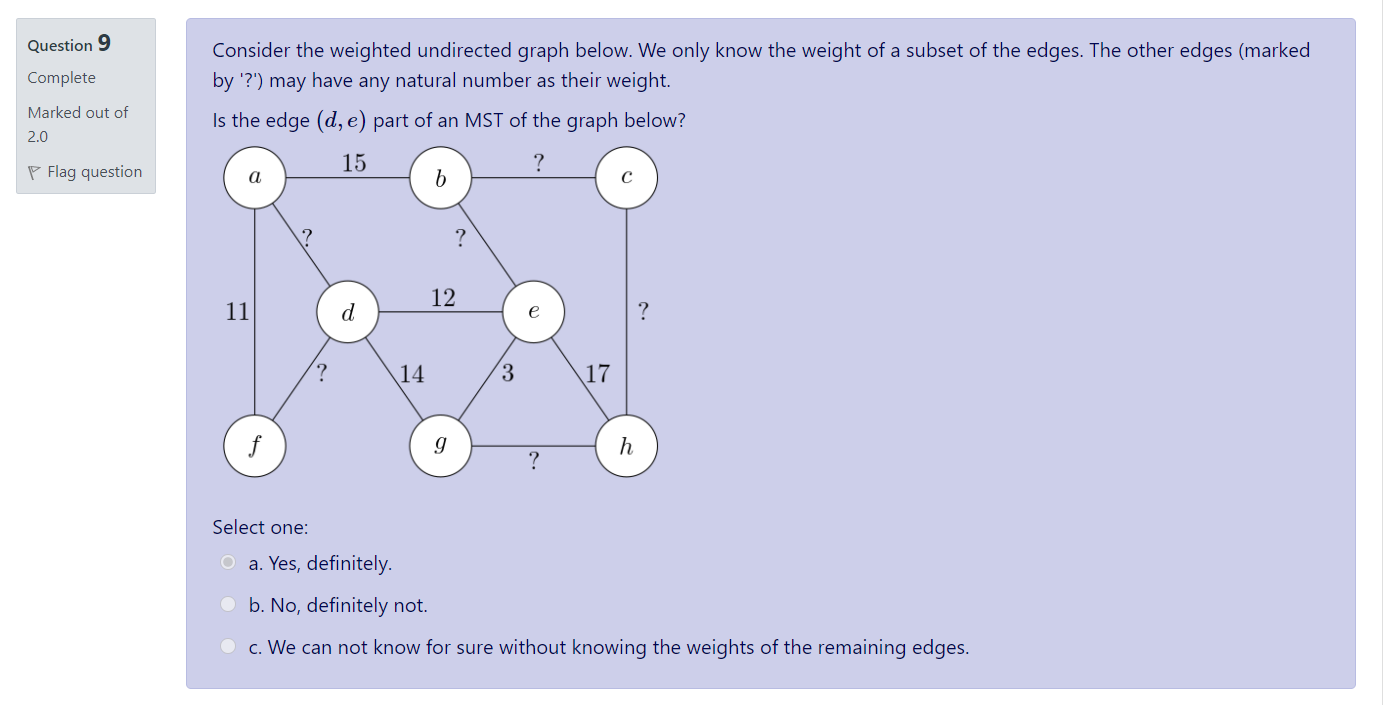 Question 9
Complete
Marked out of
2.0
Flag question
Consider the weighted undirected graph below. We only know the weight of a subset of the edges. The other edges (marked
by '?') may have any natural number as their weight.
Is the edge (d, e) part of an MST of the graph below?
15
?
a
b
c
?
?
11
12
?
d
e
?
14
3
17
f
g
h
?
Select one:
a. Yes, definitely.
b. No, definitely not.
c. We can not know for sure without knowing the weights of the remaining edges.